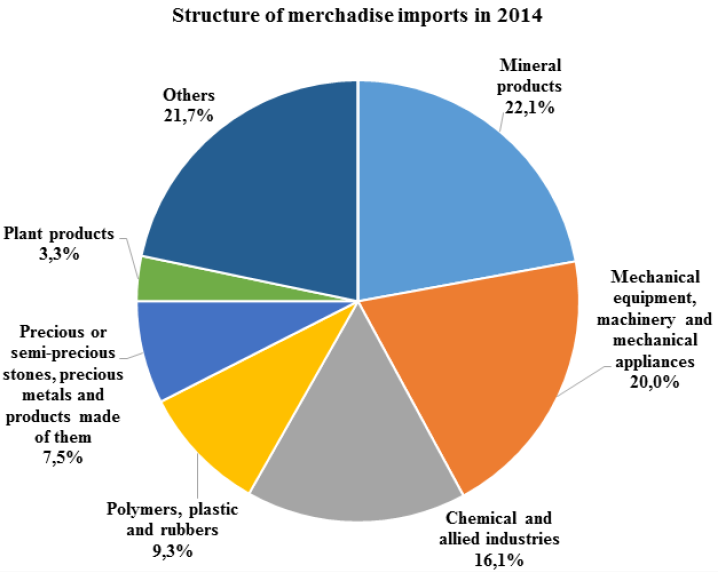 Structure of merchadise imports in 2014
Mineral
products
22,1%
Mechanical
equipment,
machinery and
mechanical
appliances
20,0%
Chemical and
allied industries
16,1%
Polymers, plastic
and rubbers
9,3%
Precious or
semi-precious
stones, precious
metals and
products made
of them
7,5%
Plant products
3,3%
Others
21,7%